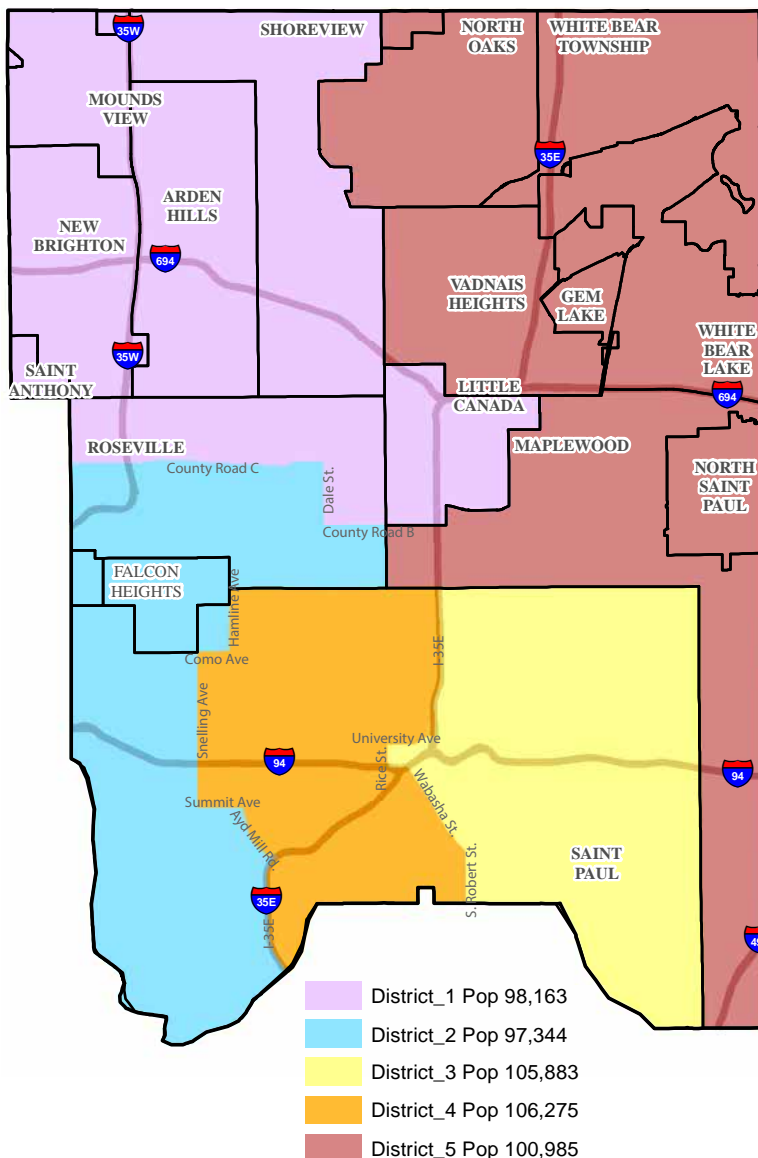 35W
SHOREVIEW
NORTH
OAKS
WHITE BEAR
TOWNSHIP
MOUNDS
VIEW
35E
ARDEN
HILLS
NEW
BRIGHTON
694
VADNAIS
HEIGHTS
GEM
LAKE
WHITE
BEAR
LAKE
35W
SAINT
ANTHONY
LITTLE
CANADA
694
ROSEVILLE
MAPLEWOOD
County Road C
Dale St.
NORTH
SAINT
PAUL
County Road B
FALCON
HEIGHTS
Hamline Ave
Como Ave
I-35E
Snelling Ave
University Ave
Rice St.
94
94
Wabasha St.
Summit Ave
Ayd Mill Rd.
SAINT
PAUL
S. Robert St.
35E
I-35E
49
District_1 Pop 98,163
District_2 Pop 97,344
District_3 Pop 105,883
District_4 Pop 106,275
District_5 Pop 100,985